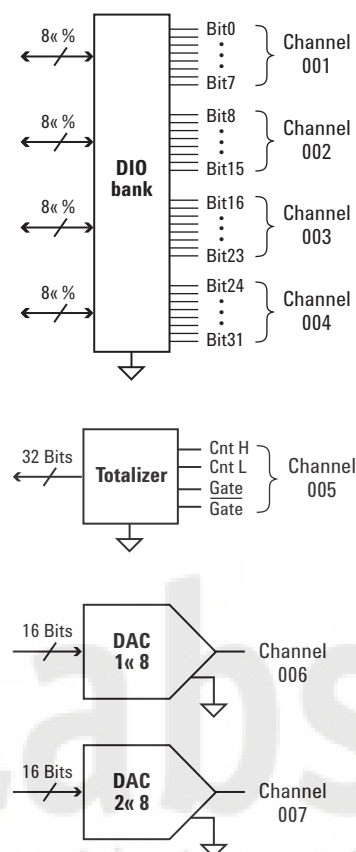 8« %
Bit0
Bit7
Channel
001
8« %
Bit8
Bit15
Channel
002
DIO
bank
8« %
Bit16
Bit23
Channel
003
8« %
Bit24
Bit31
Channel
004
32 Bits
Totalizer
Cnt H
Cnt L
Gate
Gate
Channel
005
16 Bits
DAC
1« 8
Channel
006
16 Bits
DAC
2« 8
Channel
007